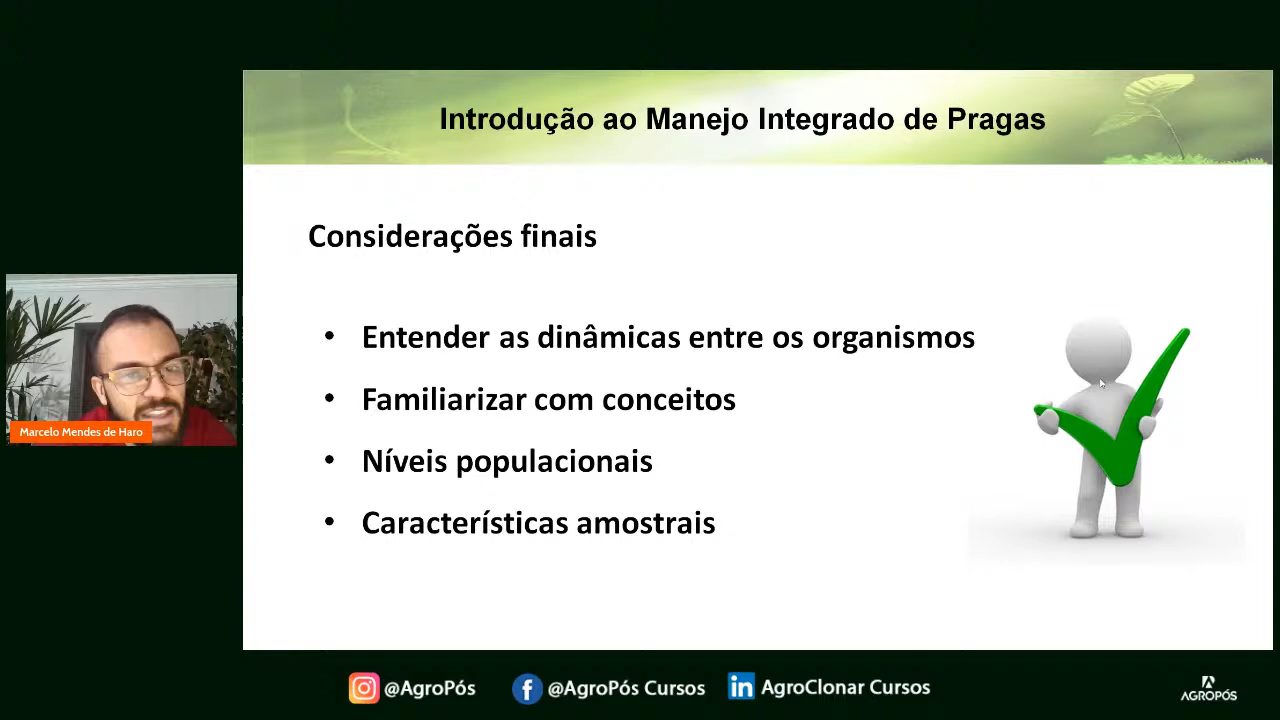 Introdução ao Manejo Integrado de Pragas
Considerações finais
• Entender as dinâmicas entre os organismos
• Familiarizar com conceitos
• Níveis populacionais
• Características amostrais
Marcelo Mendes de Haro
@AgroPós
@AgroPós Cursos
AgroClonar Cursos
AGROPÓS